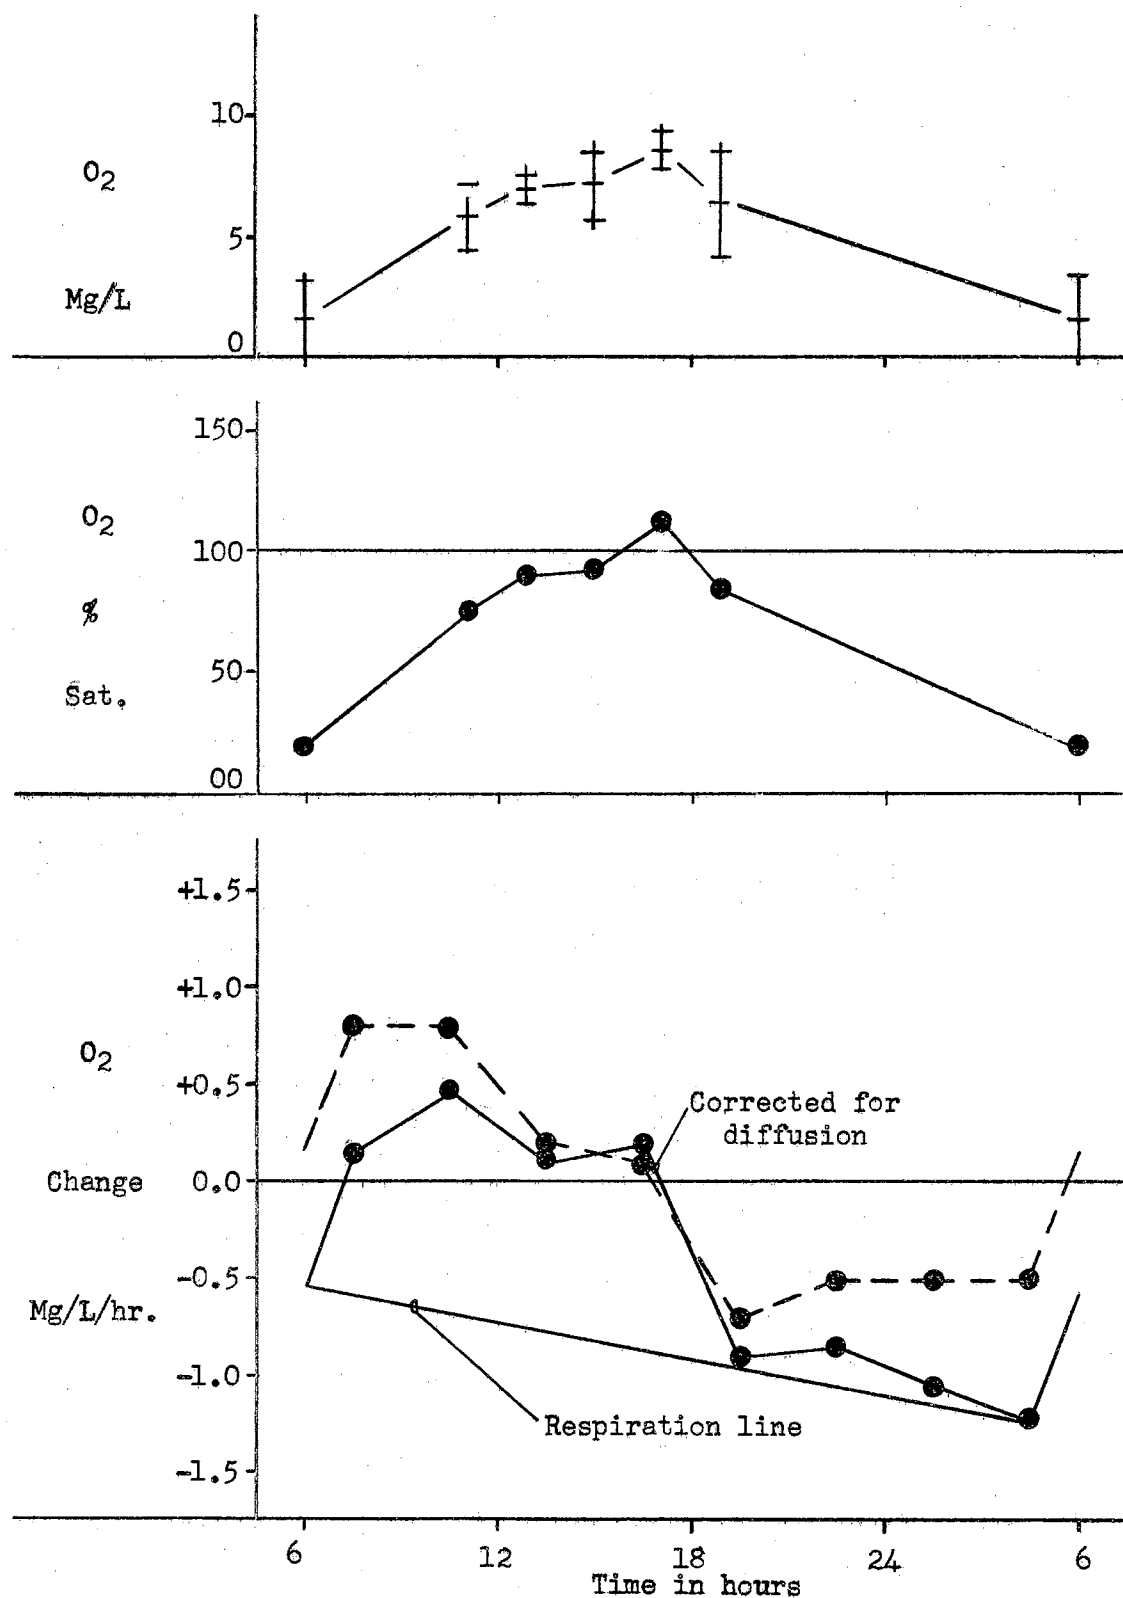 10
O2
5
Mg/L
0
150
O2
100
%
50
Sat.
00
+1.5
+1.0
O2
+0.5
Corrected for
diffusion
Change
0.0
-0.5
Mg/L/hr.
-1.0
Respiration line
-1.5
6 12 18 24 6
Time in hours